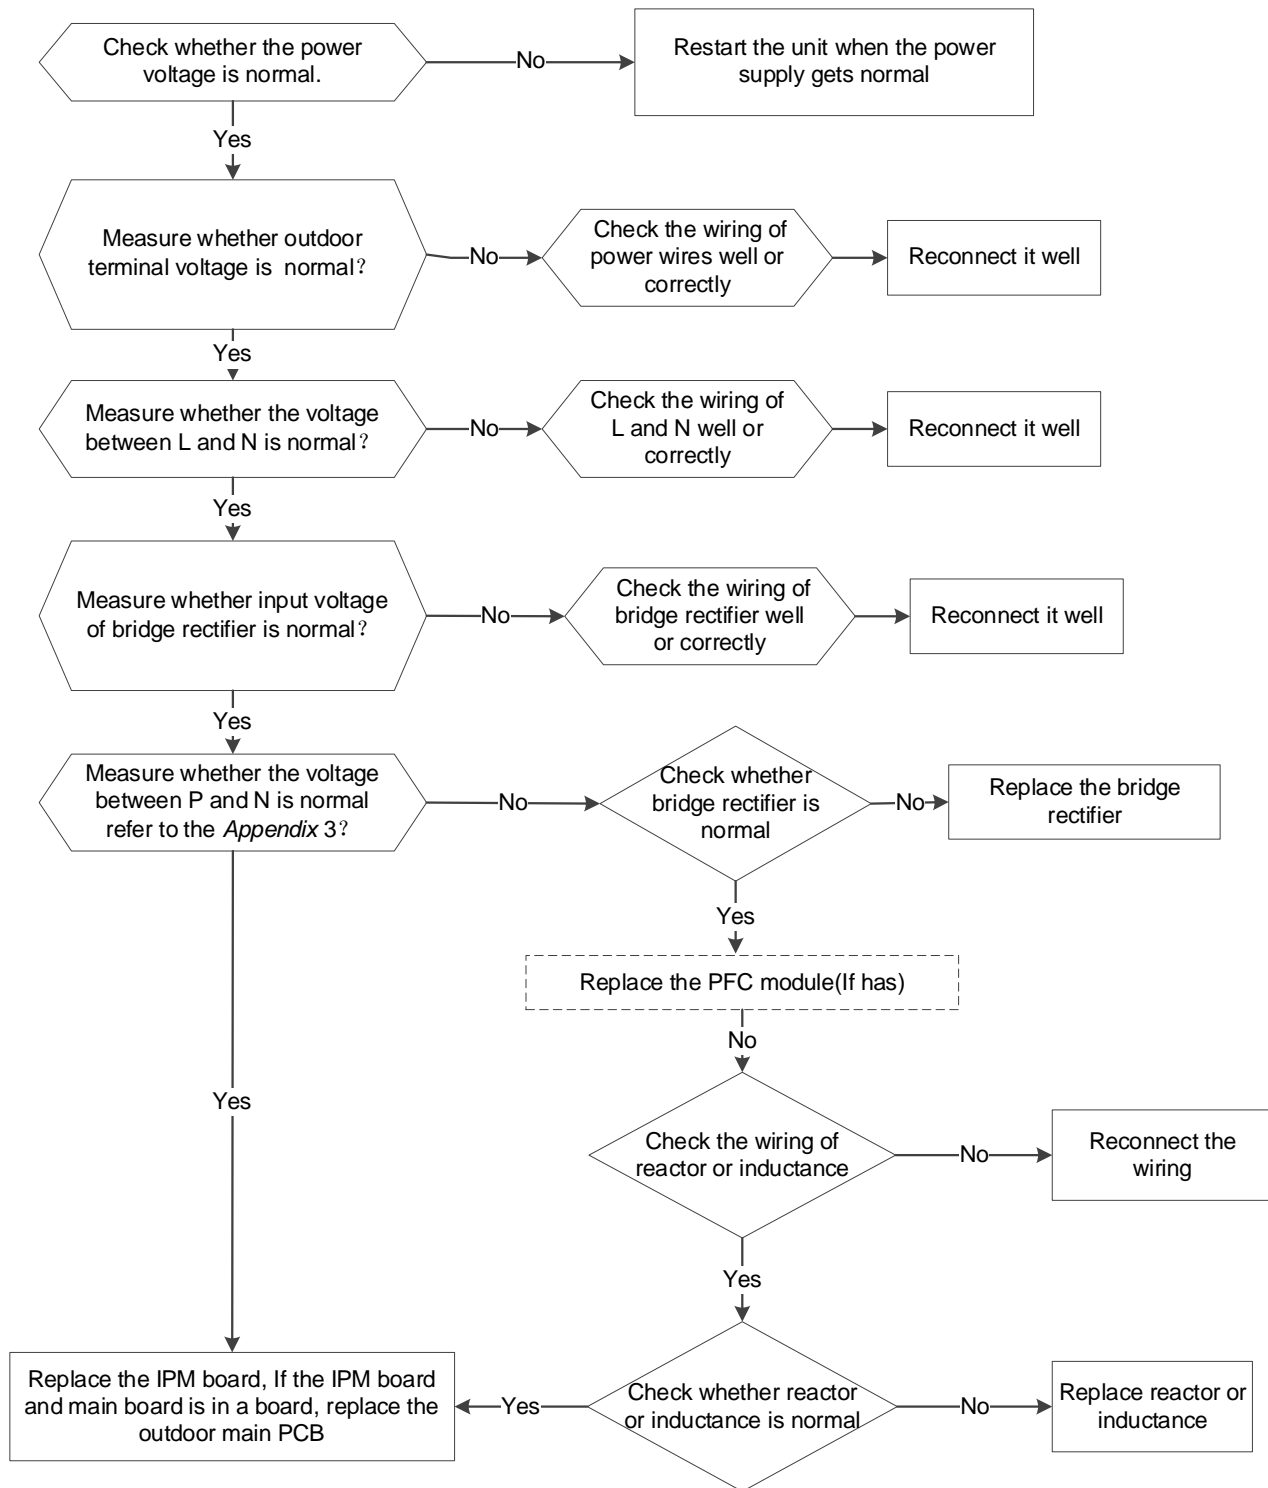 Check whether the power
voltage is normal.
No
Restart the unit when the power
supply gets normal
Yes
Measure whether outdoor
terminal voltage is normal?
No
Check the wiring of
power wires well or
correctly
Reconnect it well
Yes
Measure whether the voltage
between L and N is normal?
No
Check the wiring of
L and N well or
correctly
Reconnect it well
Yes
Measure whether input voltage
of bridge rectifier is normal?
No
Check the wiring of
bridge rectifier well
or correctly
Reconnect it well
Yes
Measure whether the voltage
between P and N is normal
refer to the Appendix 3?
No
Check whether
bridge rectifier is
normal
No
Replace the bridge
rectifier
Yes
Replace the PFC module(If has)
No
Yes
Check the wiring of
reactor or inductance
No
Reconnect the
wiring
Yes
Replace the IPM board, If the IPM board
and main board is in a board, replace the
outdoor main PCB
Yes
Check whether reactor
or inductance is normal
No
Replace reactor or
inductance